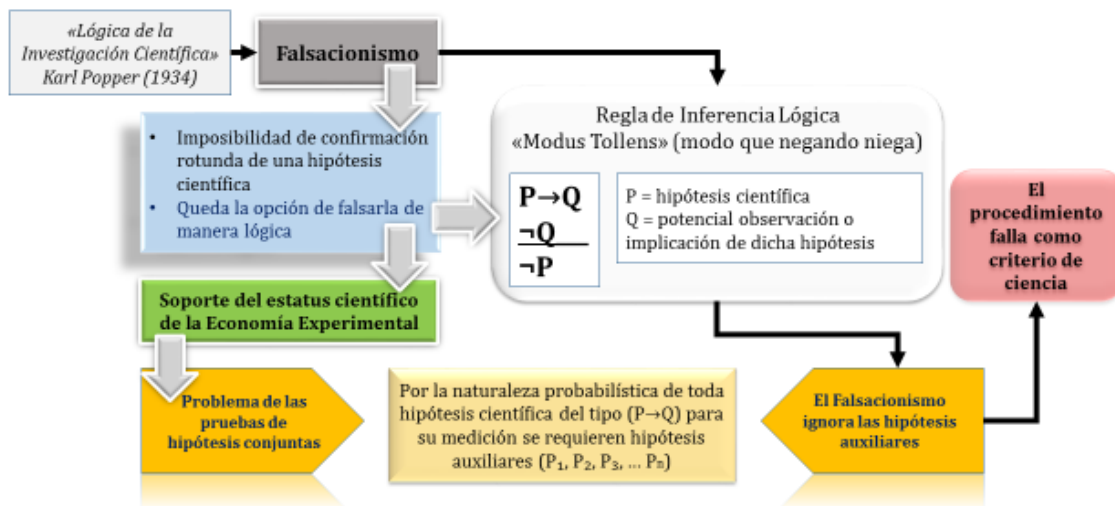 «Lógica de la
Investigación Científica»
Karl Popper (1934)
Falsacionismo
• Imposibilidad de confirmación
rotunda de una hipótesis
científica
• Queda la opción de falsarla de
manera lógica
Regla de Inferencia Lógica
«Modus Tollens» (modo que negando niega)
P→Q
¬Q
¬P
P = hipótesis científica
Q = potencial observación o
implicación de dicha hipótesis
El
procedimiento
falla como
criterio de
ciencia
Soporte del estatus científico
de la Economía Experimental
Problema de las
pruebas de
hipótesis conjuntas
Por la naturaleza probabilística de toda
hipótesis científica del tipo (P→Q) para
su medición se requieren hipótesis
auxiliares (P₁, P₂, P₃, ... Pₙ)
El Falsacionismo
ignora las hipótesis
auxiliares